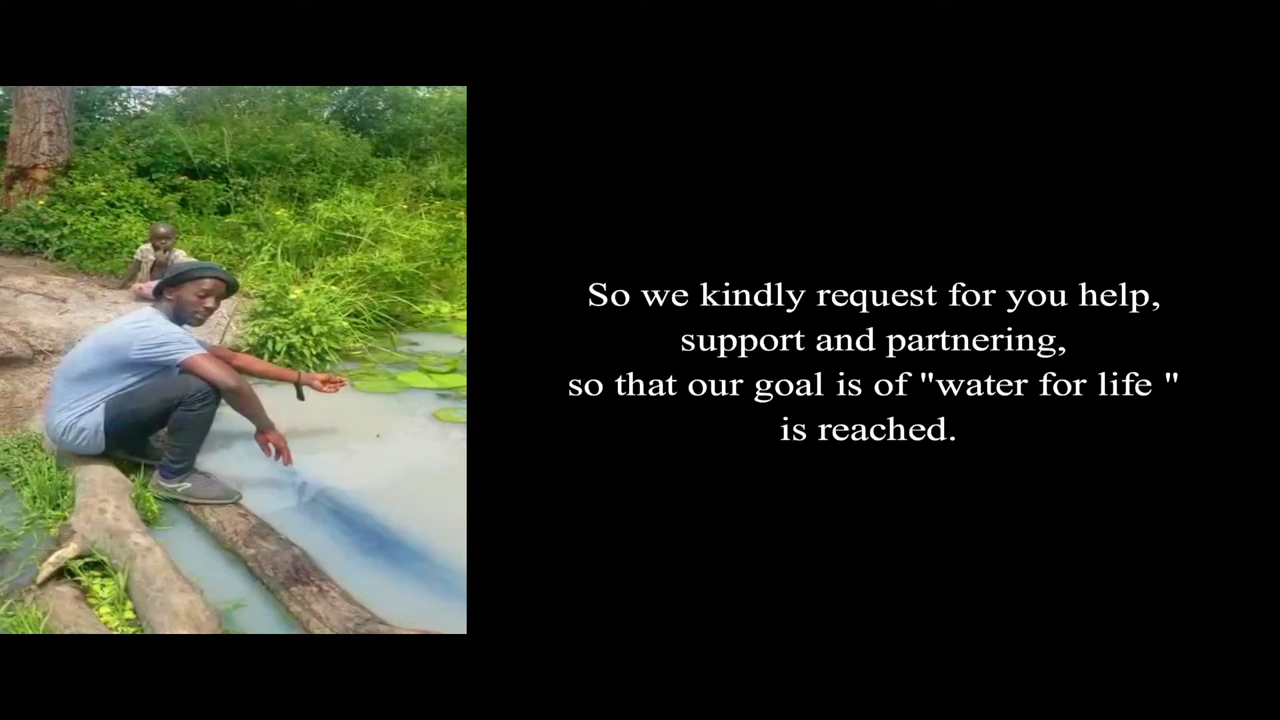 So we kindly request for you help,
support and partnering,
so that our goal is of "water for life "
is reached.